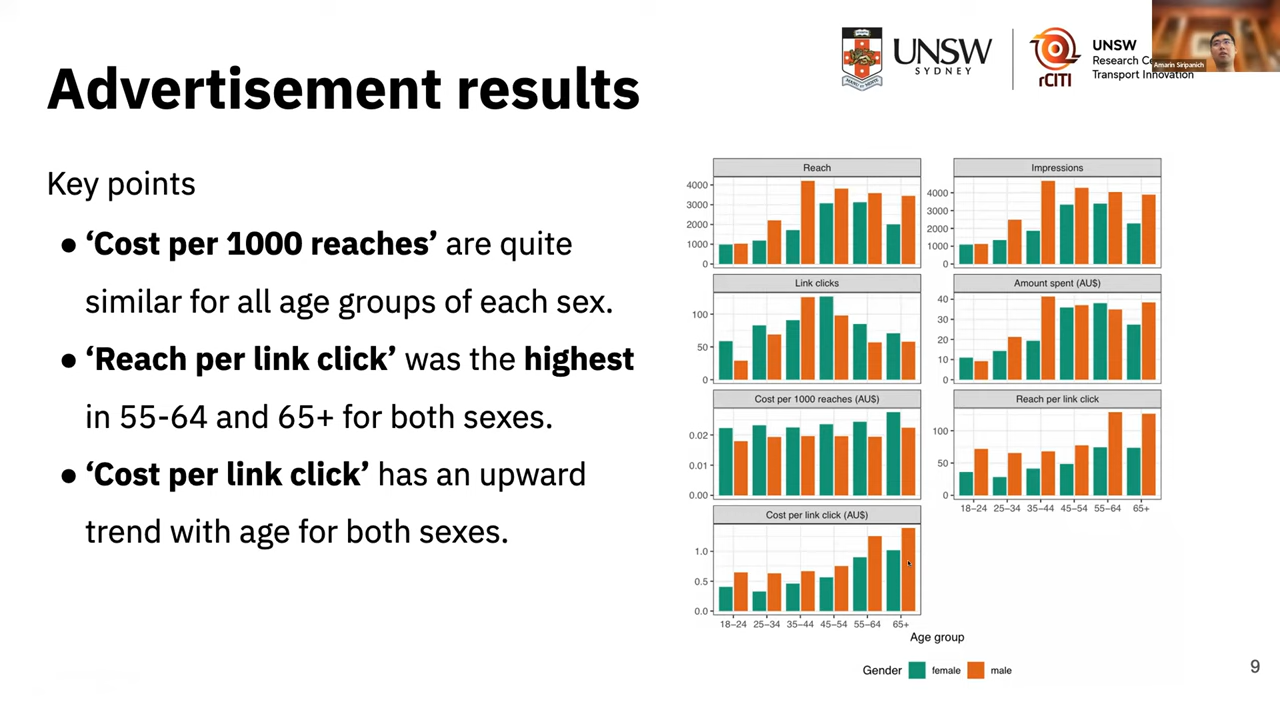 Advertisement results
UNSW
SYDNEY
rCITI
UNSW
Research
Transport Innovation
Amarin Siripanich
Key points
● ‘Cost per 1000 reaches’ are quite
similar for all age groups of each sex.
● ‘Reach per link click’ was the highest
in 55-64 and 65+ for both sexes.
● ‘Cost per link click’ has an upward
trend with age for both sexes.
Reach
4000
3000
2000
1000
0
Impressions
4000
3000
2000
1000
0
Link clicks
100
50
0
Amount spent (AU$)
40
30
20
10
0
Cost per 1000 reaches (AU$)
0.02
0.01
0.00
Reach per link click
100
50
0
18–24 25–34 35–44 45–54 55–64 65+
Cost per link click (AU$)
1.0
0.5
0.0
18–24 25–34 35–44 45–54 55–64 65+
Age group
Gender female male
9